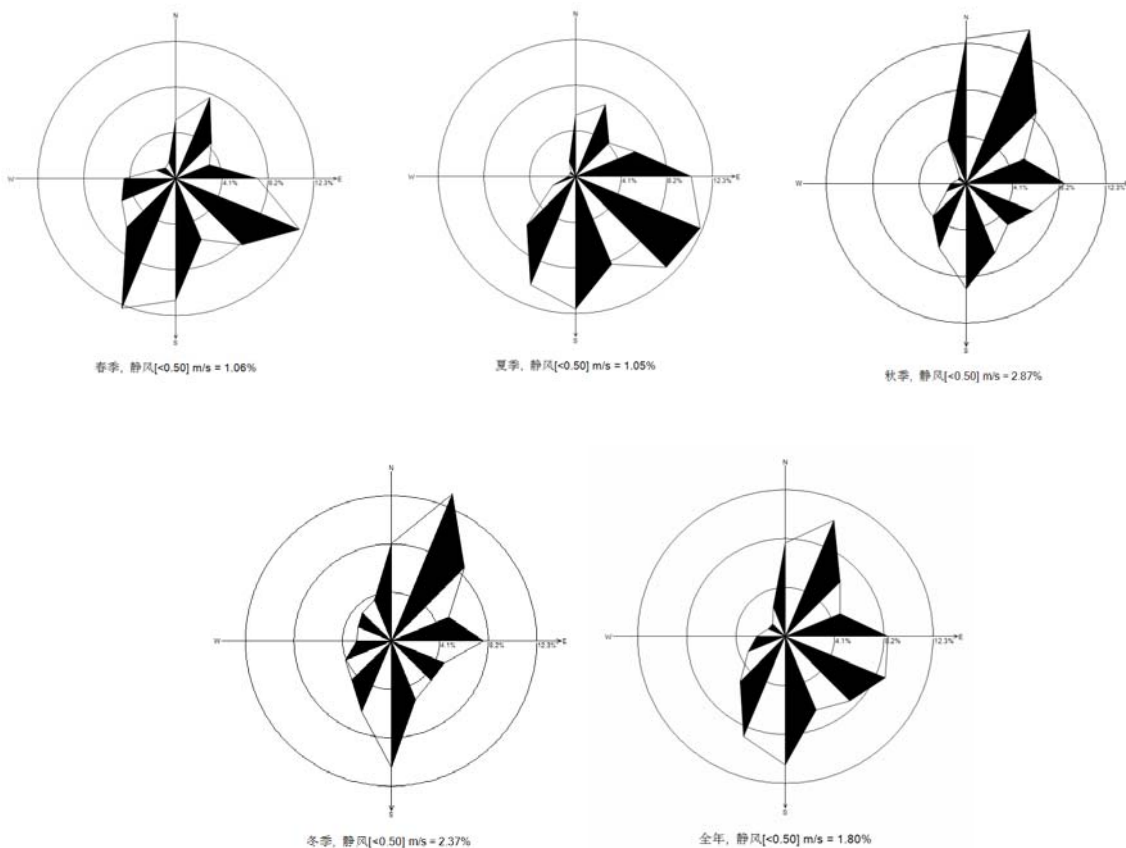 N
W
4.1%
8.2%
12.3%
E
S
春季, 静风[<0.50] m/s = 1.06%
N
W
4.1%
8.2%
12.3%
E
S
夏季, 静风[<0.50] m/s = 1.05%
N
W
4.1%
8.2%
12.3%
S
秋季, 静风[<0.50] m/s = 2.87%
N
W
4.1%
8.2%
12.3%
E
S
冬季, 静风[<0.50] m/s = 2.37%
N
W
4.1%
8.2%
12.3%
E
S
全年, 静风[<0.50] m/s = 1.80%